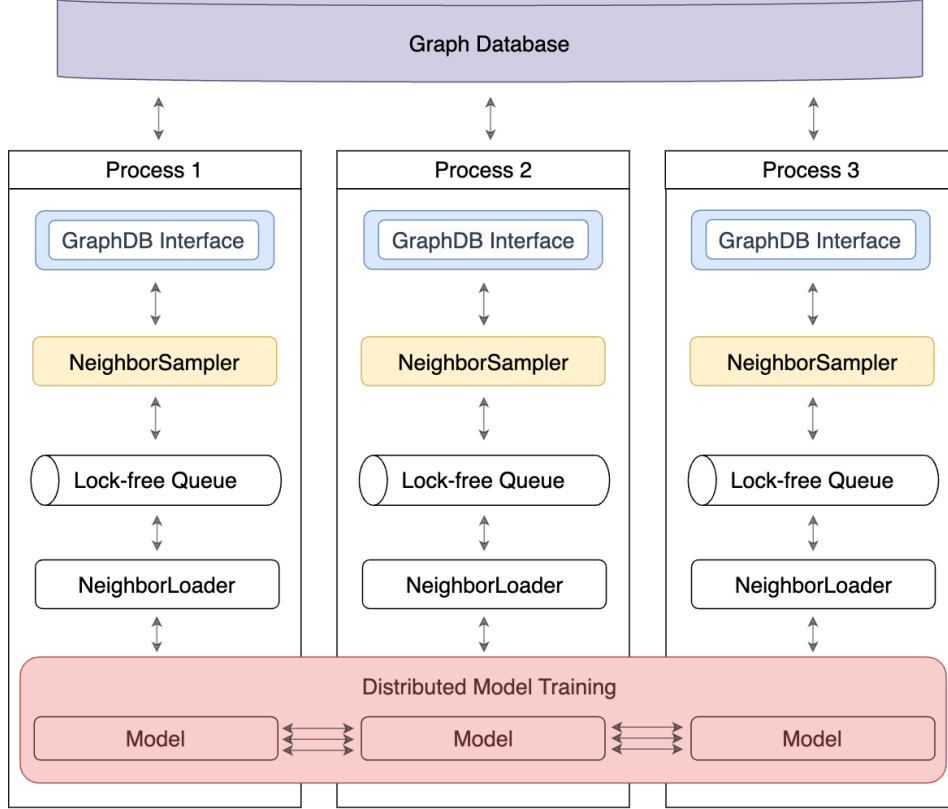 Graph Database
Process 1
Process 2
Process 3
GraphDB Interface
GraphDB Interface
GraphDB Interface
NeighborSampler
NeighborSampler
NeighborSampler
Lock-free Queue
Lock-free Queue
Lock-free Queue
NeighborLoader
NeighborLoader
NeighborLoader
Distributed Model Training
Model
Model
Model